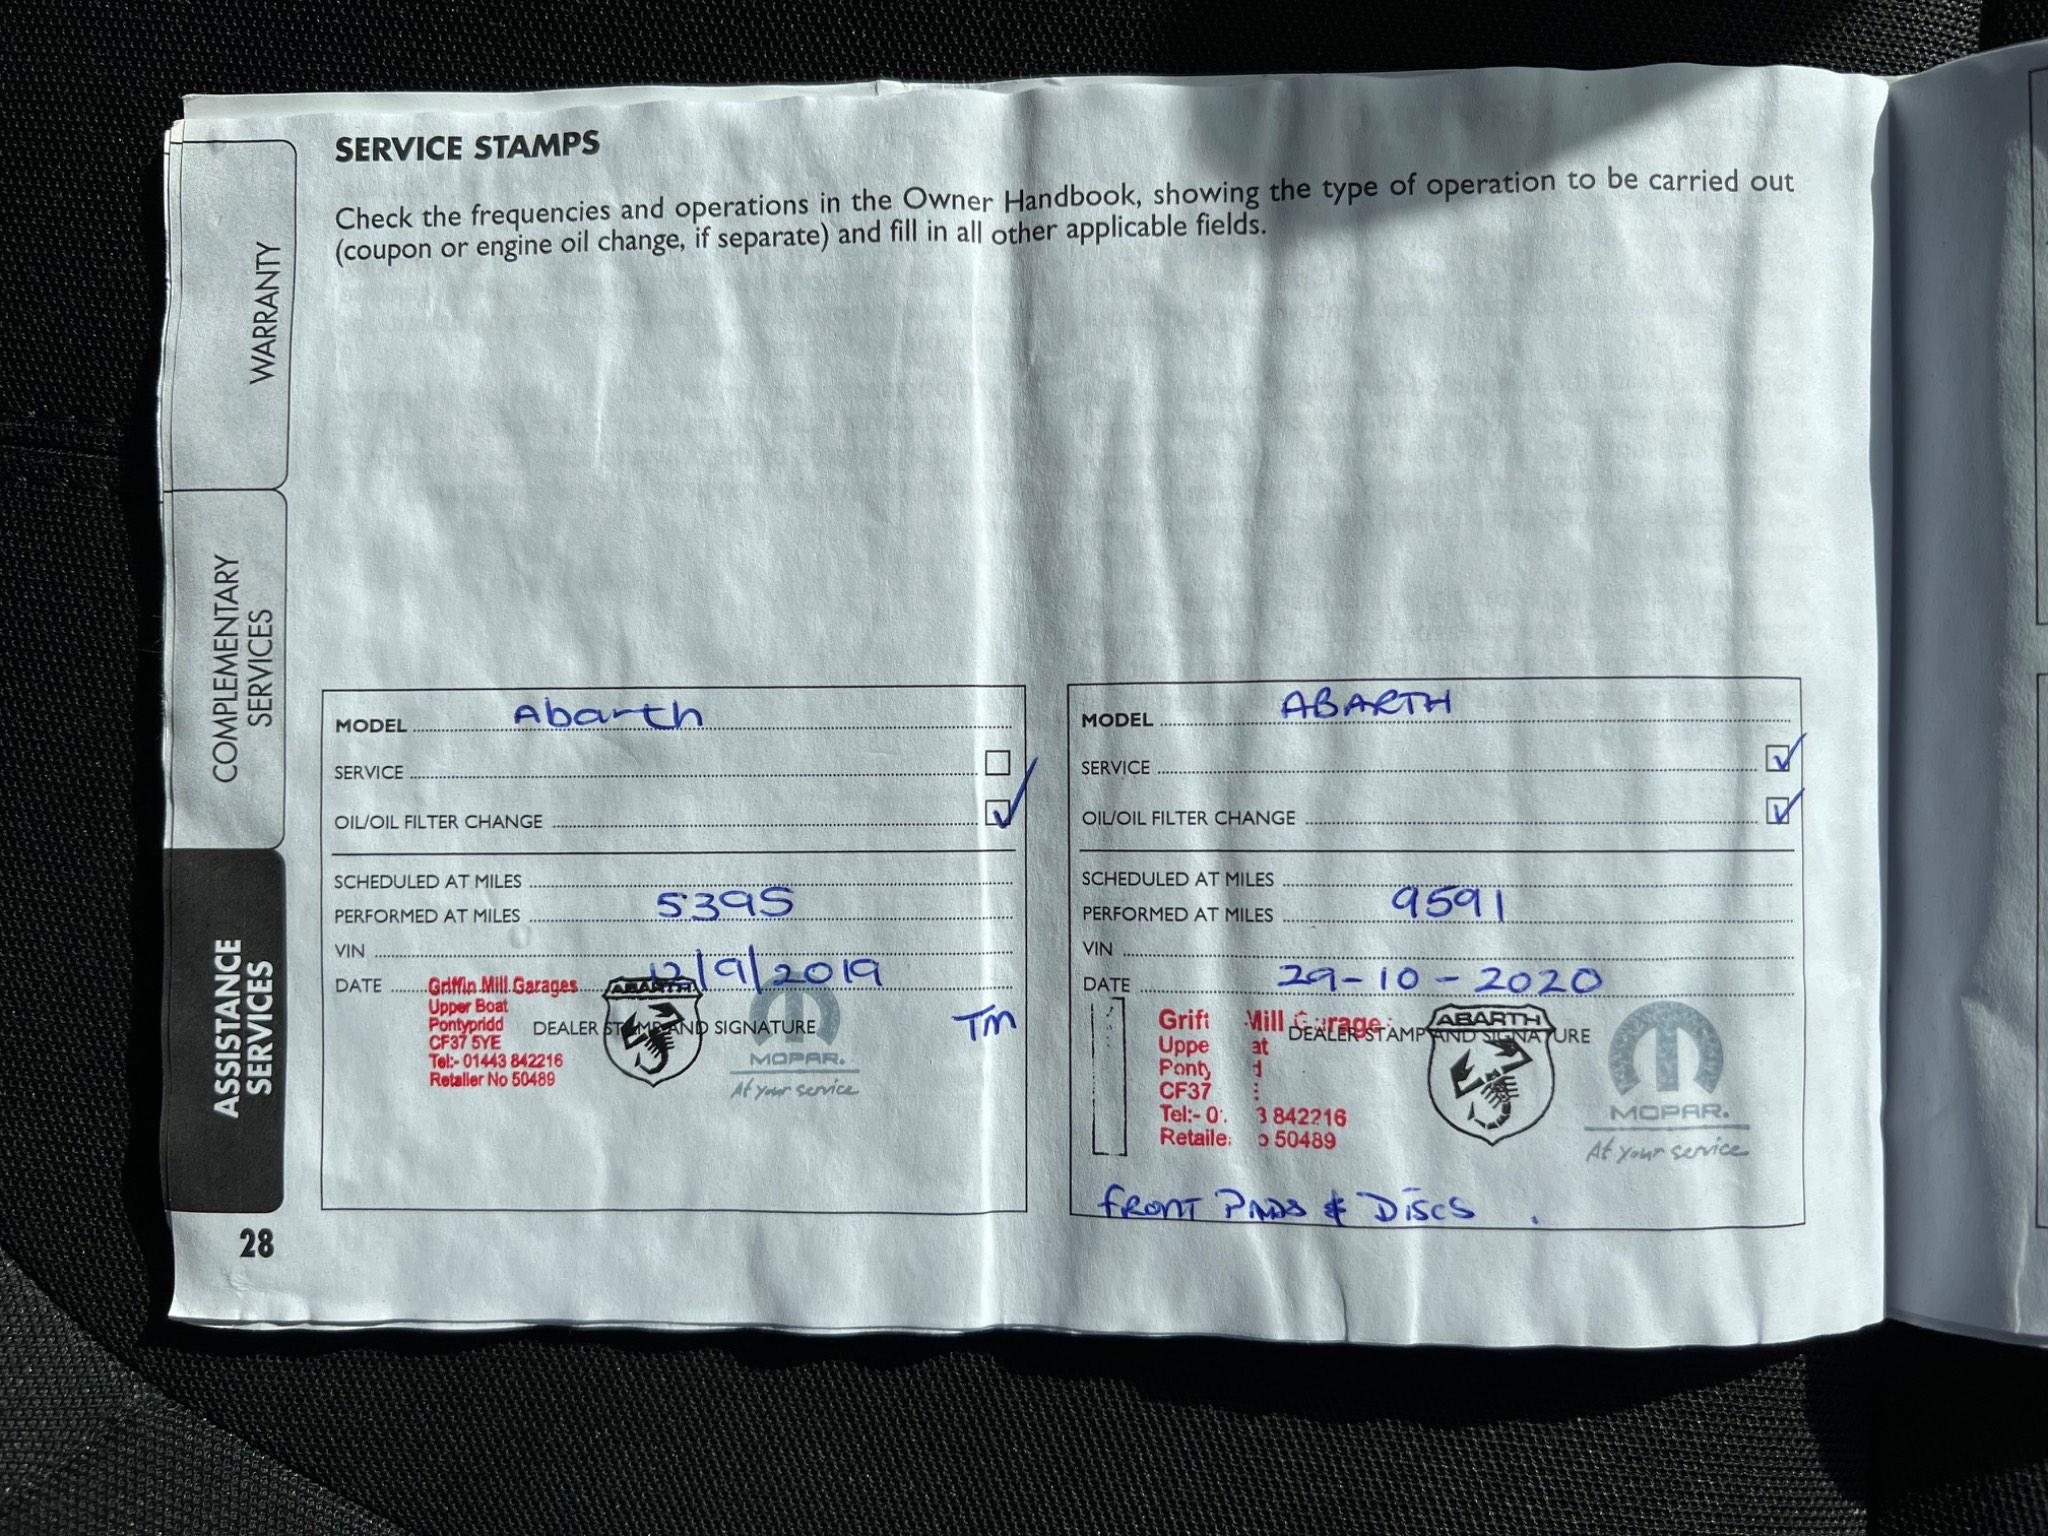 SERVICE STAMPS
Check the frequencies and operations in the Owner Handbook, showing the type of operation to be carried out
(coupon or engine oil change, if separate) and fill in all other applicable fields.
WARRANTY
COMPLEMENTARY
SERVICES
ASSISTANCE
SERVICES
28
MODEL Abarth
SERVICE
OIL/OIL FILTER CHANGE
SCHEDULED AT MILES
PERFORMED AT MILES 5395
VIN
DATE 12/9/2019
Griffin Mill Garages
Upper Boat
Pontypridd
CF37 5YE
Tel:- 01443 842216
Retailer No 50489
DEALER STAMP AND SIGNATURE
ABARTH
MOPAR.
At your service
TM
MODEL ABARTH
SERVICE
OIL/OIL FILTER CHANGE
SCHEDULED AT MILES
PERFORMED AT MILES 9591
VIN
DATE 29-10-2020
Grif Mill Garage
Uppe at
Pont
CF37
Tel:- 0 3 842216
Retaile o 50489
DEALER STAMP AND SIGNATURE
ABARTH
MOPAR.
At your service
FRONT PADS & DISCS .